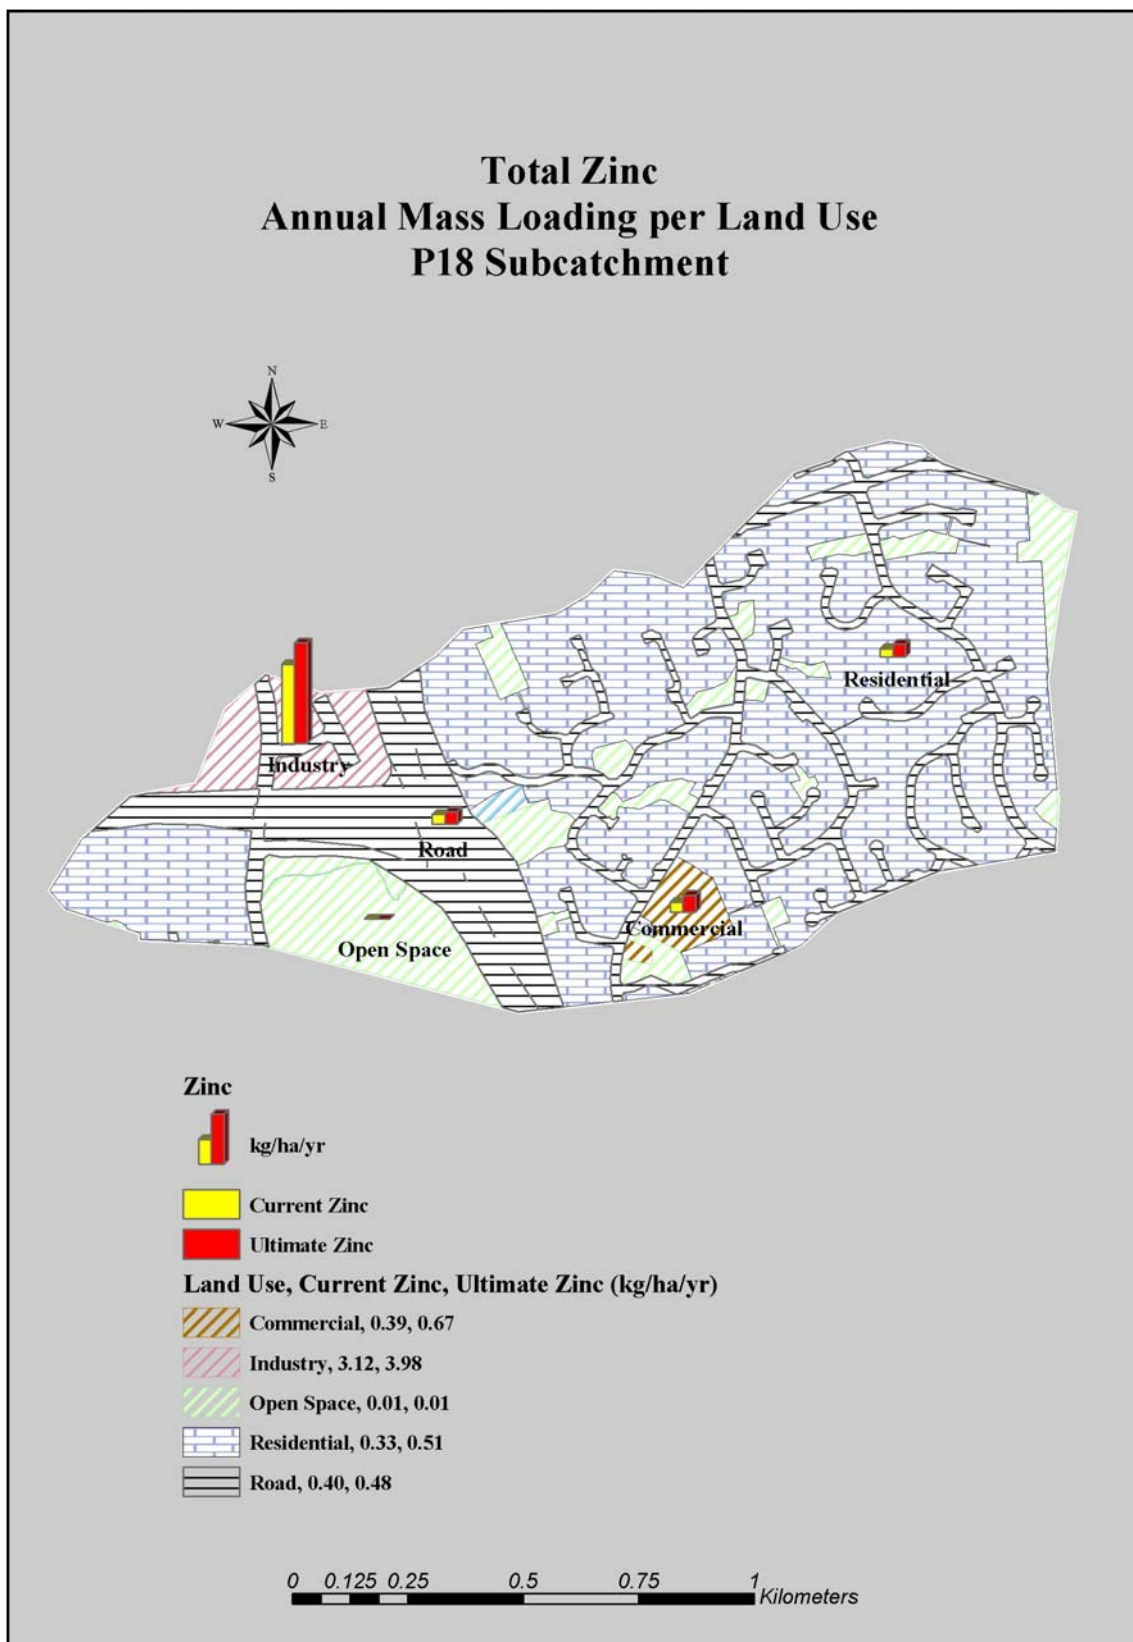 Total Zinc
Annual Mass Loading per Land Use
P18 Subcatchment
N
W E
S
Residential
Industry
Road
Commercial
Open Space
Zinc
kg/ha/yr
Current Zinc
Ultimate Zinc
Land Use, Current Zinc, Ultimate Zinc (kg/ha/yr)
Commercial, 0.39, 0.67
Industry, 3.12, 3.98
Open Space, 0.01, 0.01
Residential, 0.33, 0.51
Road, 0.40, 0.48
0 0.125 0.25 0.5 0.75 1
Kilometers